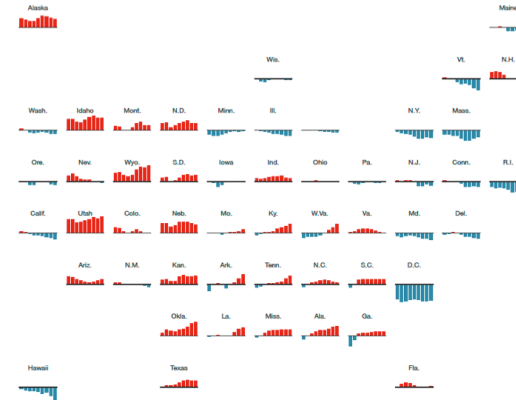 Alaska Maine
Wis. Vt. N.H.
Wash. Idaho Mont. N.D. Minn. Ill. N.Y. Mass.
Ore. Nev. Wyo. S.D. Iowa Ind. Ohio Pa. N.J. Conn. R.I.
Calif. Utah Colo. Neb. Mo. Ky. W.Va. Va. Md. Del.
Ariz. N.M. Kan. Ark. Tenn. N.C. S.C. D.C.
Okla. La. Miss. Ala. Ga.
Hawaii Texas Fla.